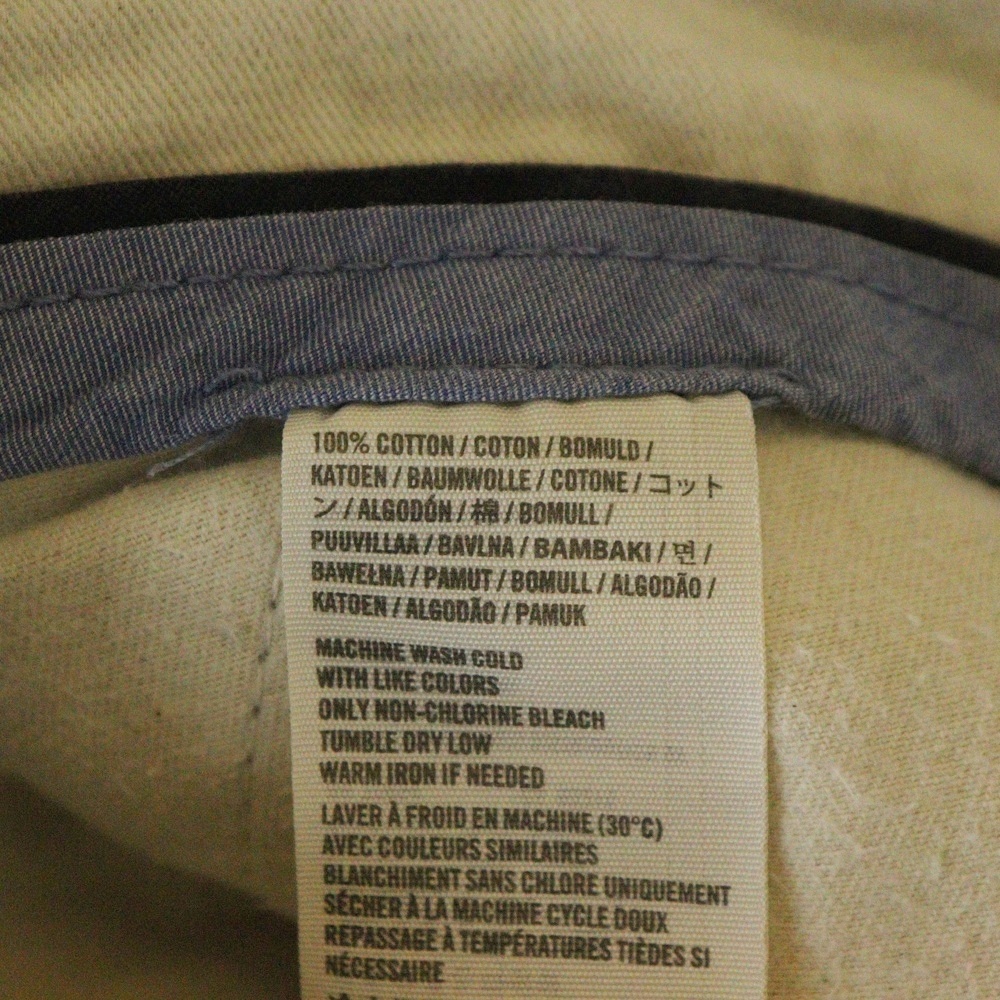 100% COTTON / COTON / BOMULD /
KATOEN / BAUMWOLLE / COTONE / コット
ン / ALGODÓN / 棉 / BOMULL /
PUUVILLAA / BAVLNA / BAMBAKI / 면 /
BAWEŁNA / PAMUT / BOMULL / ALGODÃO /
KATOEN / ALGODÃO / PAMUK
MACHINE WASH COLD
WITH LIKE COLORS
ONLY NON-CHLORINE BLEACH
TUMBLE DRY LOW
WARM IRON IF NEEDED
LAVER À FROID EN MACHINE (30°C)
AVEC COULEURS SIMILAIRES
BLANCHIMENT SANS CHLORE UNIQUEMENT
SÉCHER À LA MACHINE CYCLE DOUX
REPASSAGE À TEMPÉRATURES TIÈDES SI
NÉCESSAIRE